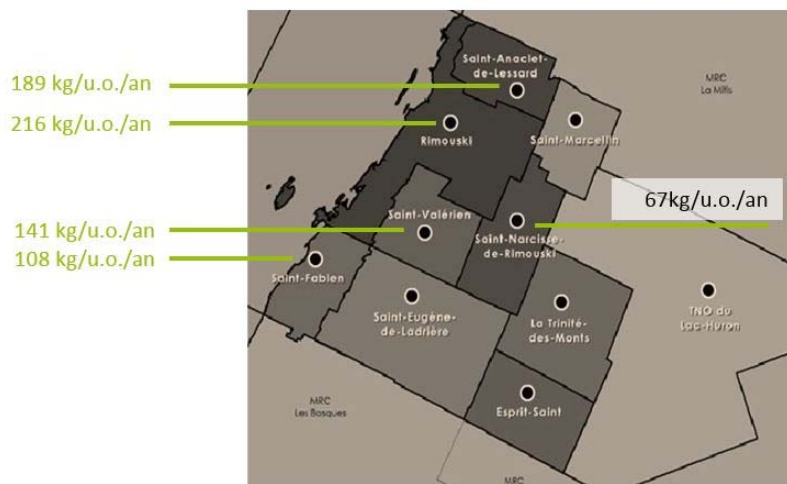 189 kg/u.o./an
216 kg/u.o./an
141 kg/u.o./an
108 kg/u.o./an
67kg/u.o./an
Saint-Anaclet-
de-Lessard
MRC
La Mitis
Rimouski
Saint-Marcellin
Saint-Valérien
Saint-Narcisse-
de-Rimouski
Saint-Fabien
Saint-Eugène-
de-Ladrière
La Trinité-
des-Monts
TNO du
Lac-Huron
MRC
Les Basques
Esprit-Saint
MRC